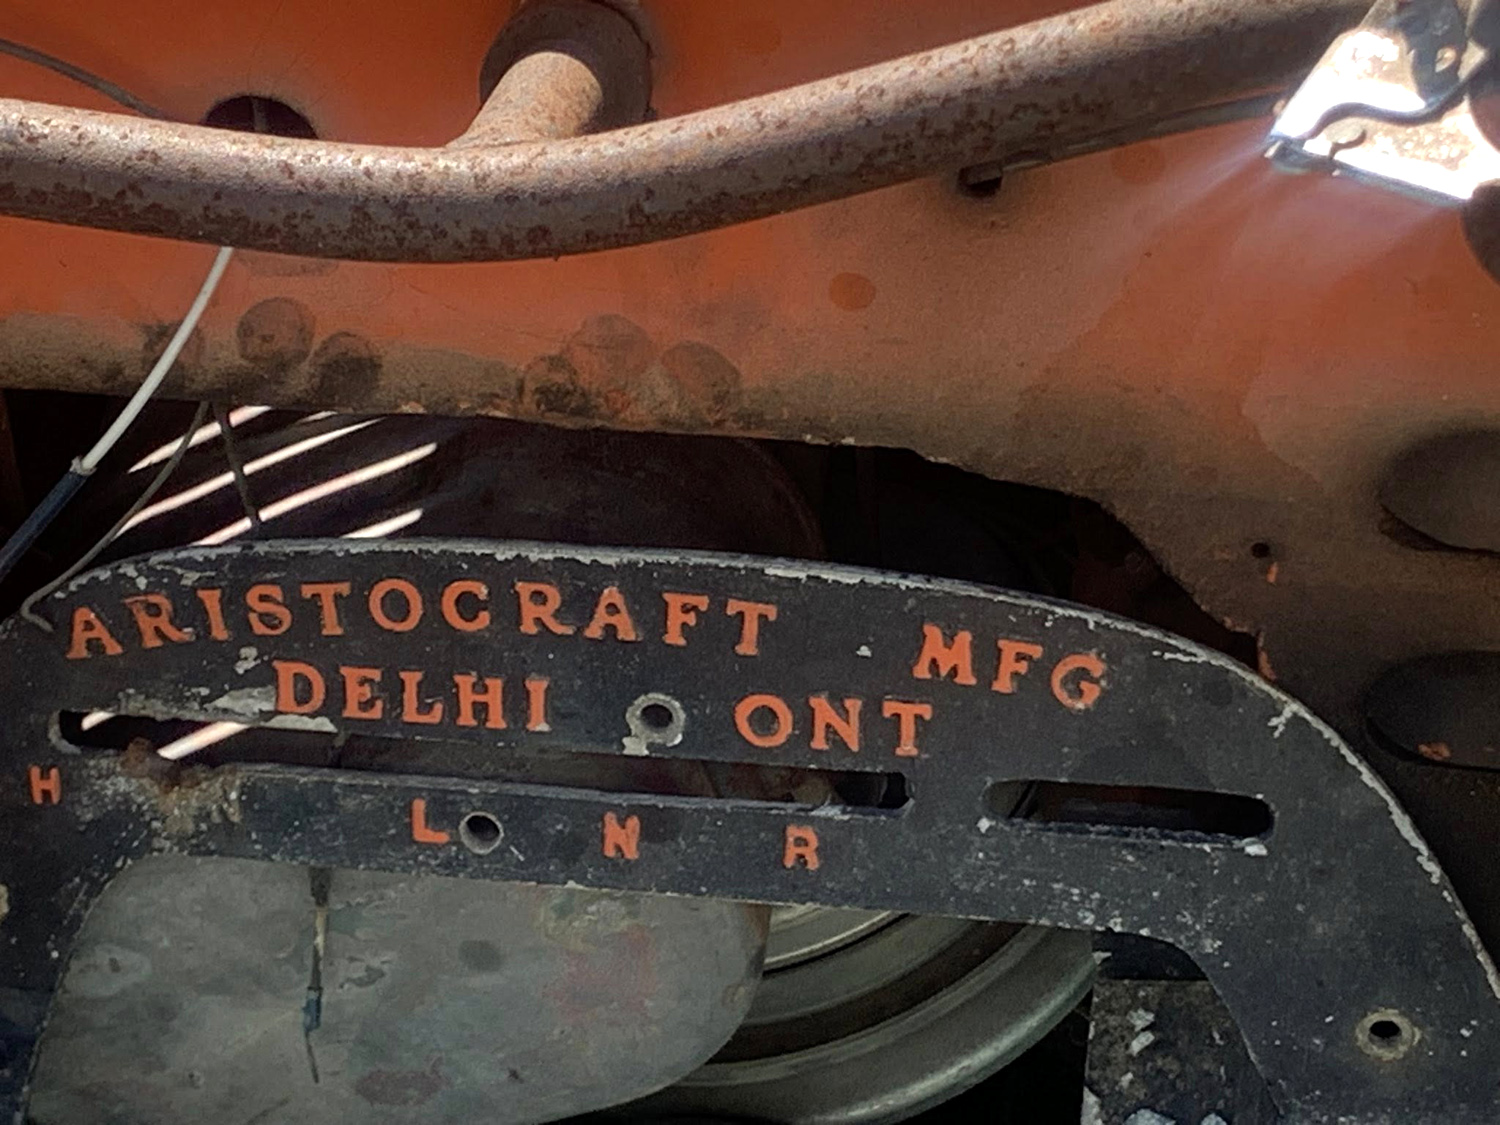 ARISTOCRAFT MFG
DELHI ONT
H L N R